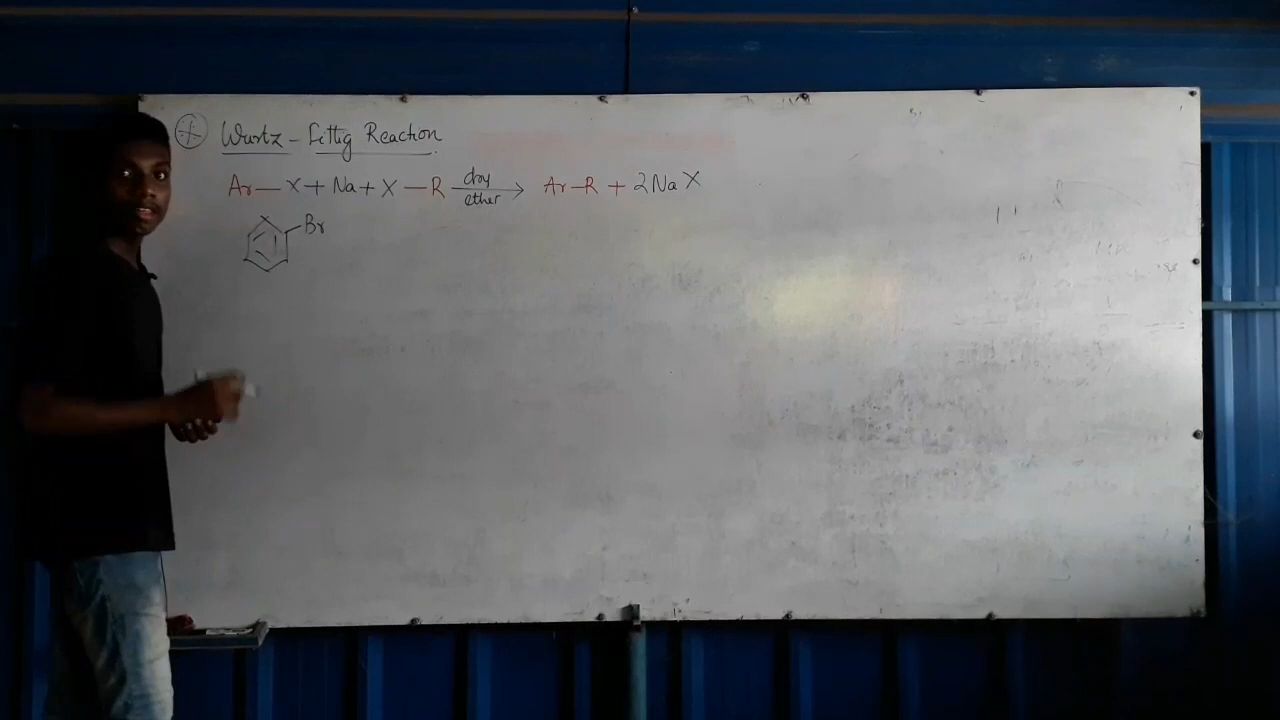 Wurtz - Fittig Reaction
Ar — X + Na + X — R dry ether → Ar - R + 2NaX
Br